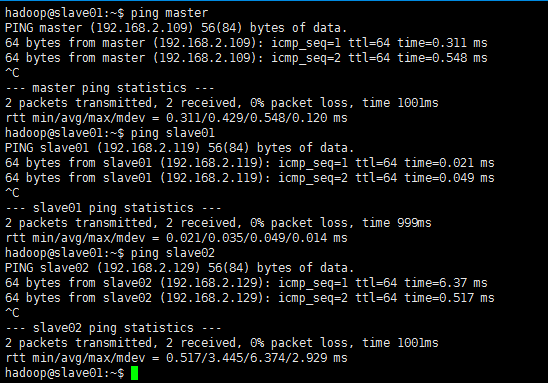 hadoop@slave01:~$ ping master
PING master (192.168.2.109) 56(84) bytes of data.
64 bytes from master (192.168.2.109): icmp_seq=1 ttl=64 time=0.311 ms
64 bytes from master (192.168.2.109): icmp_seq=2 ttl=64 time=0.548 ms
^C
--- master ping statistics ---
2 packets transmitted, 2 received, 0% packet loss, time 1001ms
rtt min/avg/max/mdev = 0.311/0.429/0.548/0.120 ms
hadoop@slave01:~$ ping slave01
PING slave01 (192.168.2.119) 56(84) bytes of data.
64 bytes from slave01 (192.168.2.119): icmp_seq=1 ttl=64 time=0.021 ms
64 bytes from slave01 (192.168.2.119): icmp_seq=2 ttl=64 time=0.049 ms
^C
--- slave01 ping statistics ---
2 packets transmitted, 2 received, 0% packet loss, time 999ms
rtt min/avg/max/mdev = 0.021/0.035/0.049/0.014 ms
hadoop@slave01:~$ ping slave02
PING slave02 (192.168.2.129) 56(84) bytes of data.
64 bytes from slave02 (192.168.2.129): icmp_seq=1 ttl=64 time=6.37 ms
64 bytes from slave02 (192.168.2.129): icmp_seq=2 ttl=64 time=0.517 ms
^C
--- slave02 ping statistics ---
2 packets transmitted, 2 received, 0% packet loss, time 1001ms
rtt min/avg/max/mdev = 0.517/3.445/6.374/2.929 ms
hadoop@slave01:~$